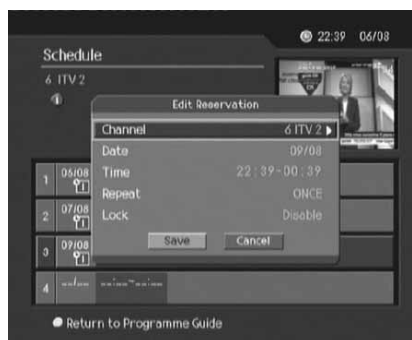 22:39 06/08
Schedule
6 ITV 2
Edit Reservation
Channel 6 ITV 2
Date 09/08
Time 22:39~00:39
Repeat ONCE
Lock Disable
Save Cancel
1 06/08
2 07/08
3 09/08
4 --/-- --:--~--:--
Return to Programme Guide